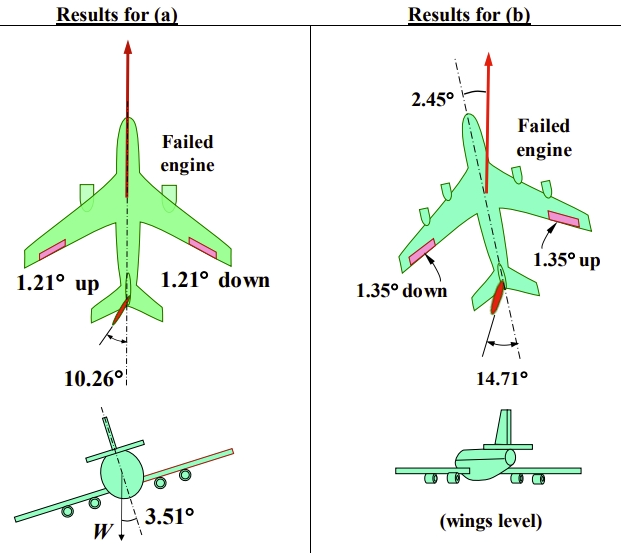 Results for (a)
Failed
engine
1.21° up
1.21° down
10.26°
W
3.51°
Results for (b)
2.45°
Failed
engine
1.35° up
1.35° down
14.71°
(wings level)